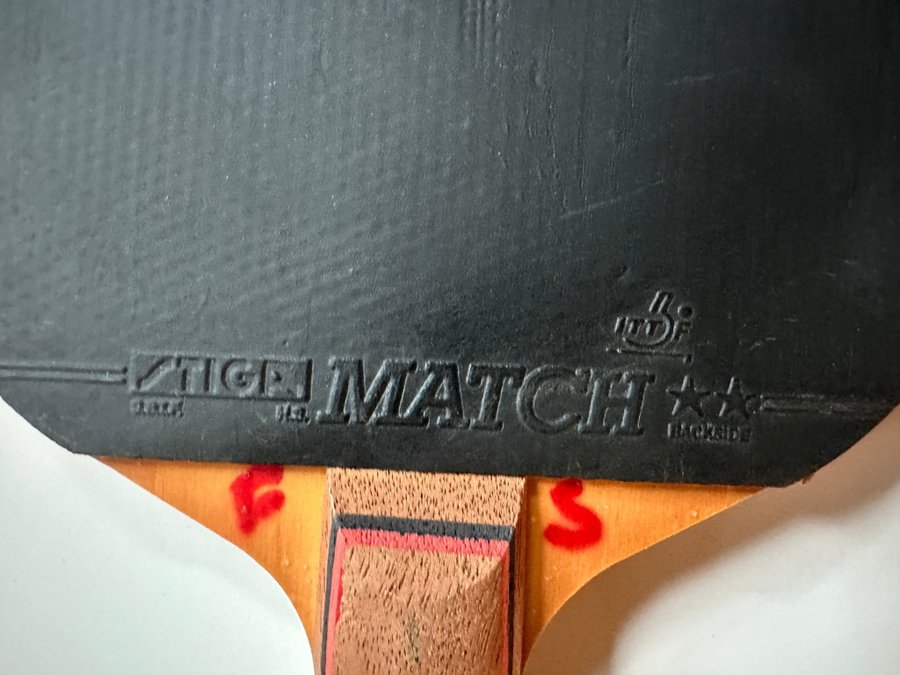 ITTF
STIGA MATCH ★★
BACKSIDE
F S